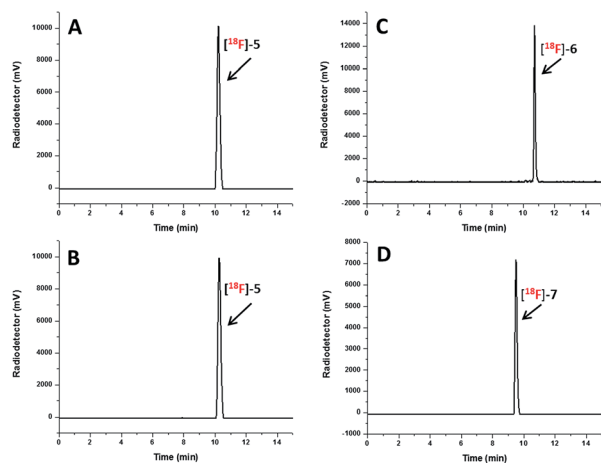 A
[18F]-5
Radiodetector (mV)
10000
8000
6000
4000
2000
0
0 2 4 6 8 10 12 14
Time (min)
B
[18F]-5
Radiodetector (mV)
10000
8000
6000
4000
2000
0
0 2 4 6 8 10 12 14
Time (min)
C
[18F]-6
Radiodetector (mV)
14000
12000
10000
8000
6000
4000
2000
0
-2000
0 2 4 6 8 10 12 14
Time (min)
D
[18F]-7
Radiodetector (mV)
8000
7000
6000
5000
4000
3000
2000
1000
0
-1000
0 2 4 6 8 10 12 14
Time (min)